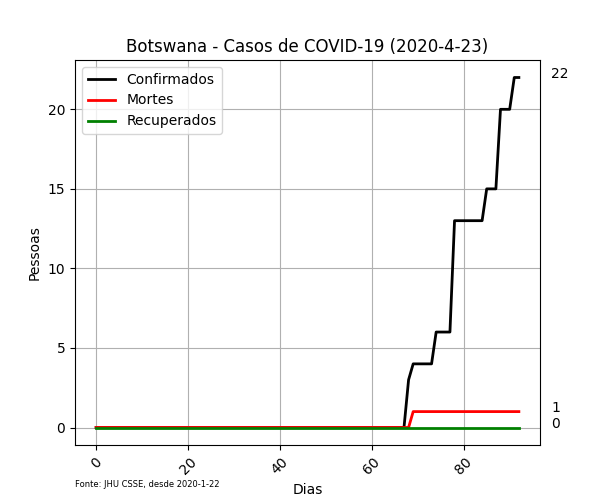 Botswana - Casos de COVID-19 (2020-4-23)
Confirmados
Mortes
Recuperados
22
20
15
10
5
0
1
0
Pessoas
0 20 40 60 80
Dias
Fonte: JHU CSSE, desde 2020-1-22